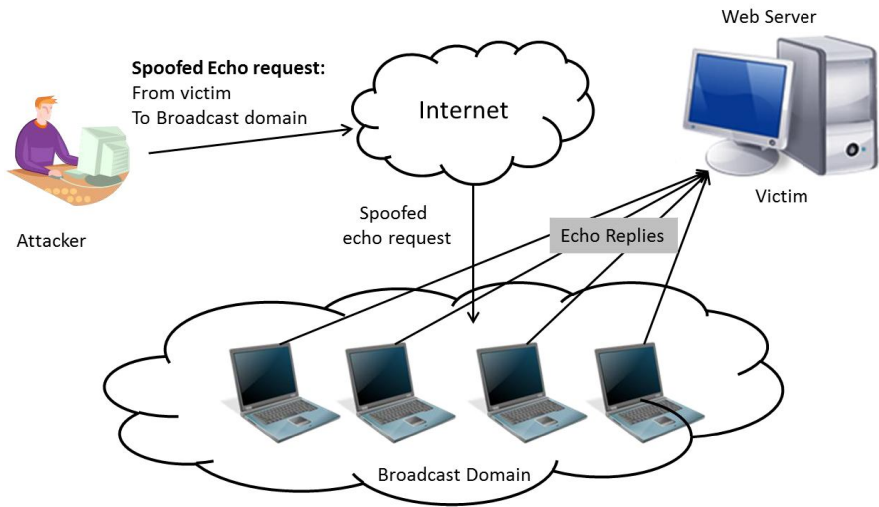 Web Server
Spoofed Echo request:
From victim
To Broadcast domain
Internet
Attacker
Spoofed
echo request
Echo Replies
Victim
Broadcast Domain